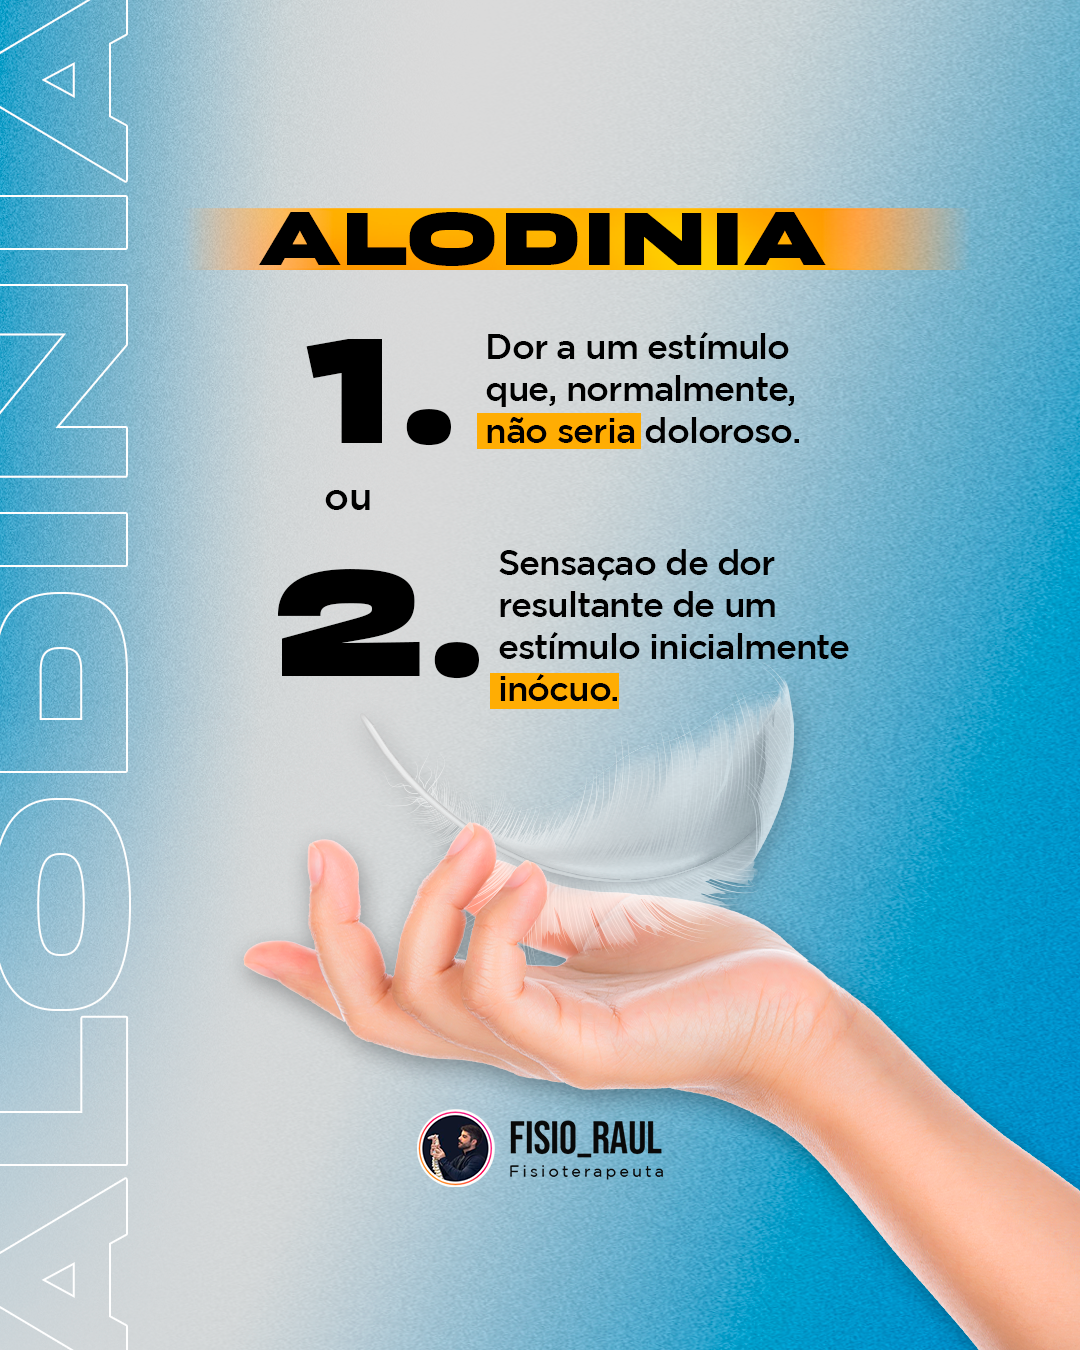 ALODINIA
ALODINIA
1.
Dor a um estímulo
que, normalmente,
não seria doloroso.
ou
2.
Sensaçao de dor
resultante de um
estímulo inicialmente
inócuo.
FISIO_RAUL
Fisioterapeuta